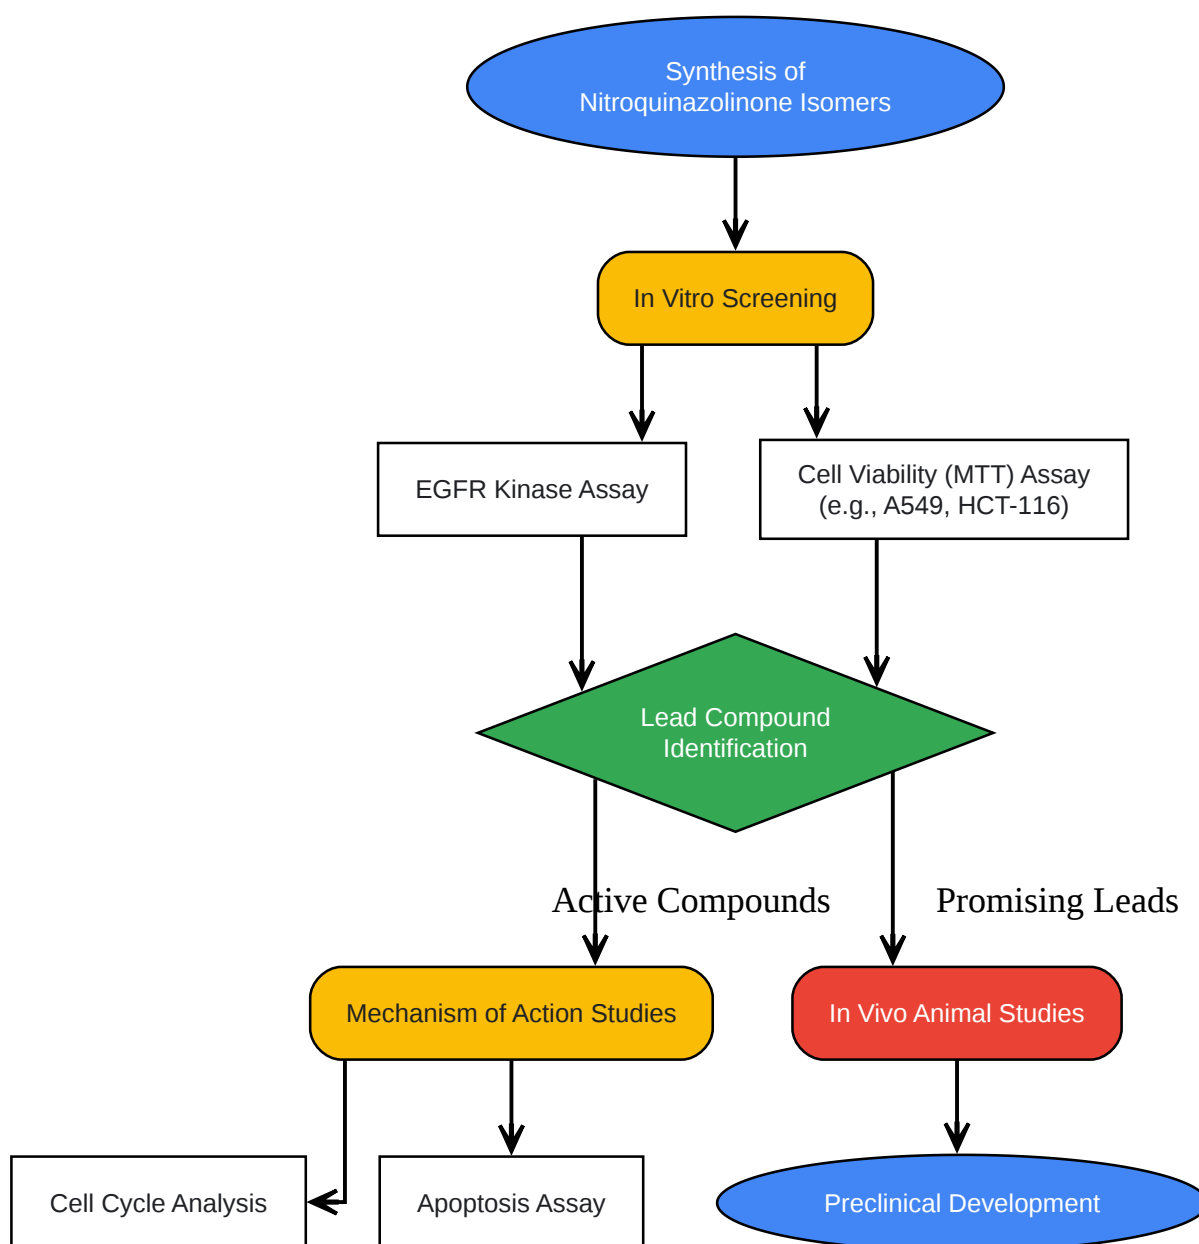 Synthesis of
Nitroquinazolinone Isomers
In Vitro Screening
EGFR Kinase Assay
Cell Viability (MTT) Assay
(e.g., A549, HCT-116)
Lead Compound
Identification
Active Compounds
Promising Leads
Mechanism of Action Studies
In Vivo Animal Studies
Cell Cycle Analysis
Apoptosis Assay
Preclinical Development